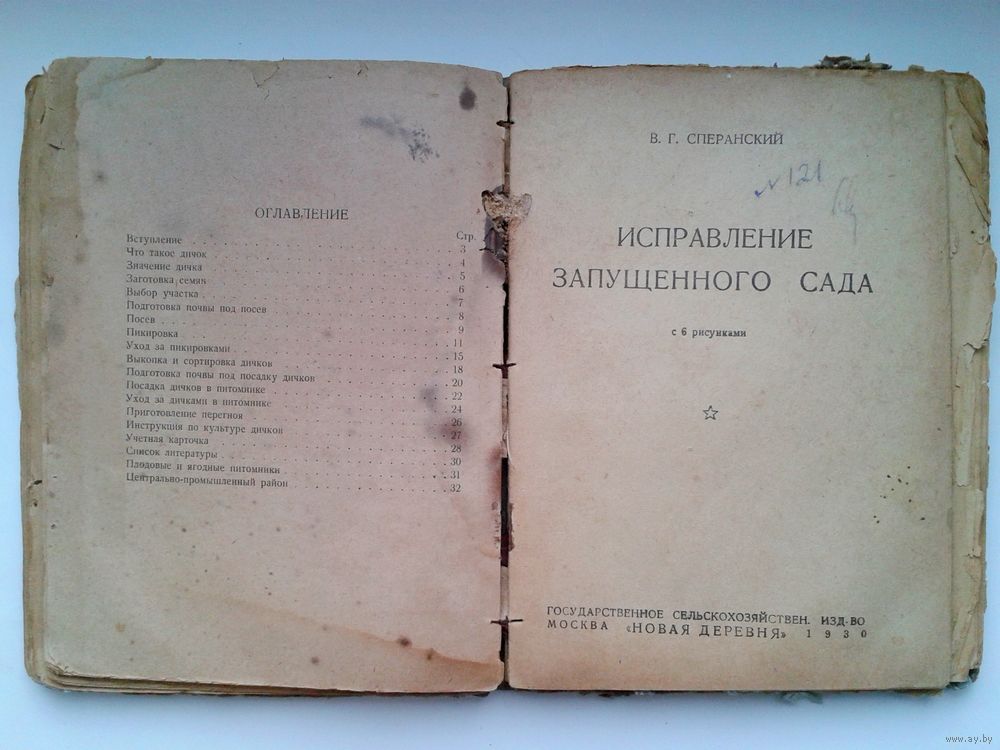 ОГЛАВЛЕНИЕ
Стр.
Вступление 3
Что такое дичок 4
Значение дичка 5
Заготовка семян 6
Выбор участка 7
Подготовка почвы под посев 8
Посев 9
Пикировка 11
Уход за пикировками 15
Выкопка и сортировка дичков 18
Подготовка почвы под посадку дичков 20
Посадка дичков в питомнике 22
Уход за дичками в питомнике 24
Приготовление перегноя 26
Инструкция по культуре дичков 27
Учетная карточка 28
Список литературы 30
Плодовые и ягодные питомники 31
Центрально-промышленный район 32
В. Г. СПЕРАНСКИЙ
N 121
ИСПРАВЛЕНИЕ
ЗАПУЩЕННОГО САДА
с 6 рисунками
ГОСУДАРСТВЕННОЕ СЕЛЬСКОХОЗЯЙСТВЕН. ИЗД-ВО
МОСКВА «НОВАЯ ДЕРЕВНЯ» 1930
www.ay.by